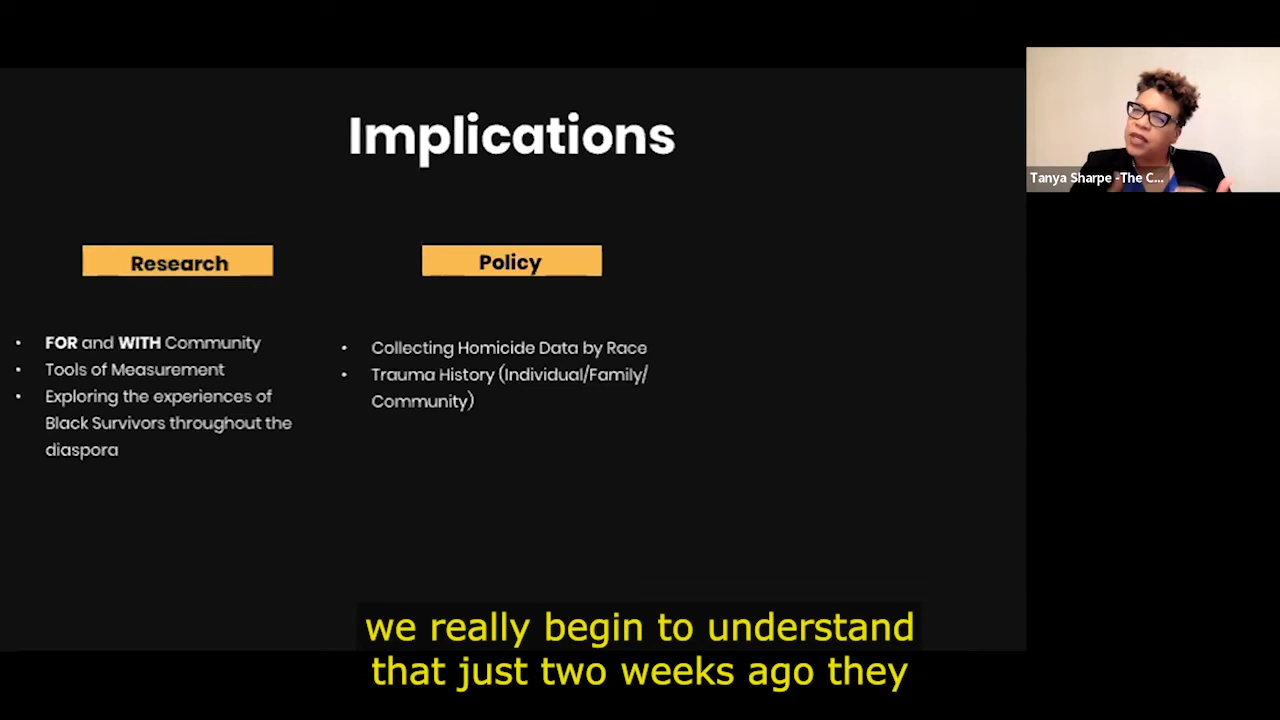 Implications
Tanya Sharpe -The C...
Research
Policy
• FOR and WITH Community
• Tools of Measurement
• Exploring the experiences of
Black Survivors throughout the
diaspora
• Collecting Homicide Data by Race
• Trauma History (Individual/Family/
Community)
we really begin to understand
that just two weeks ago they